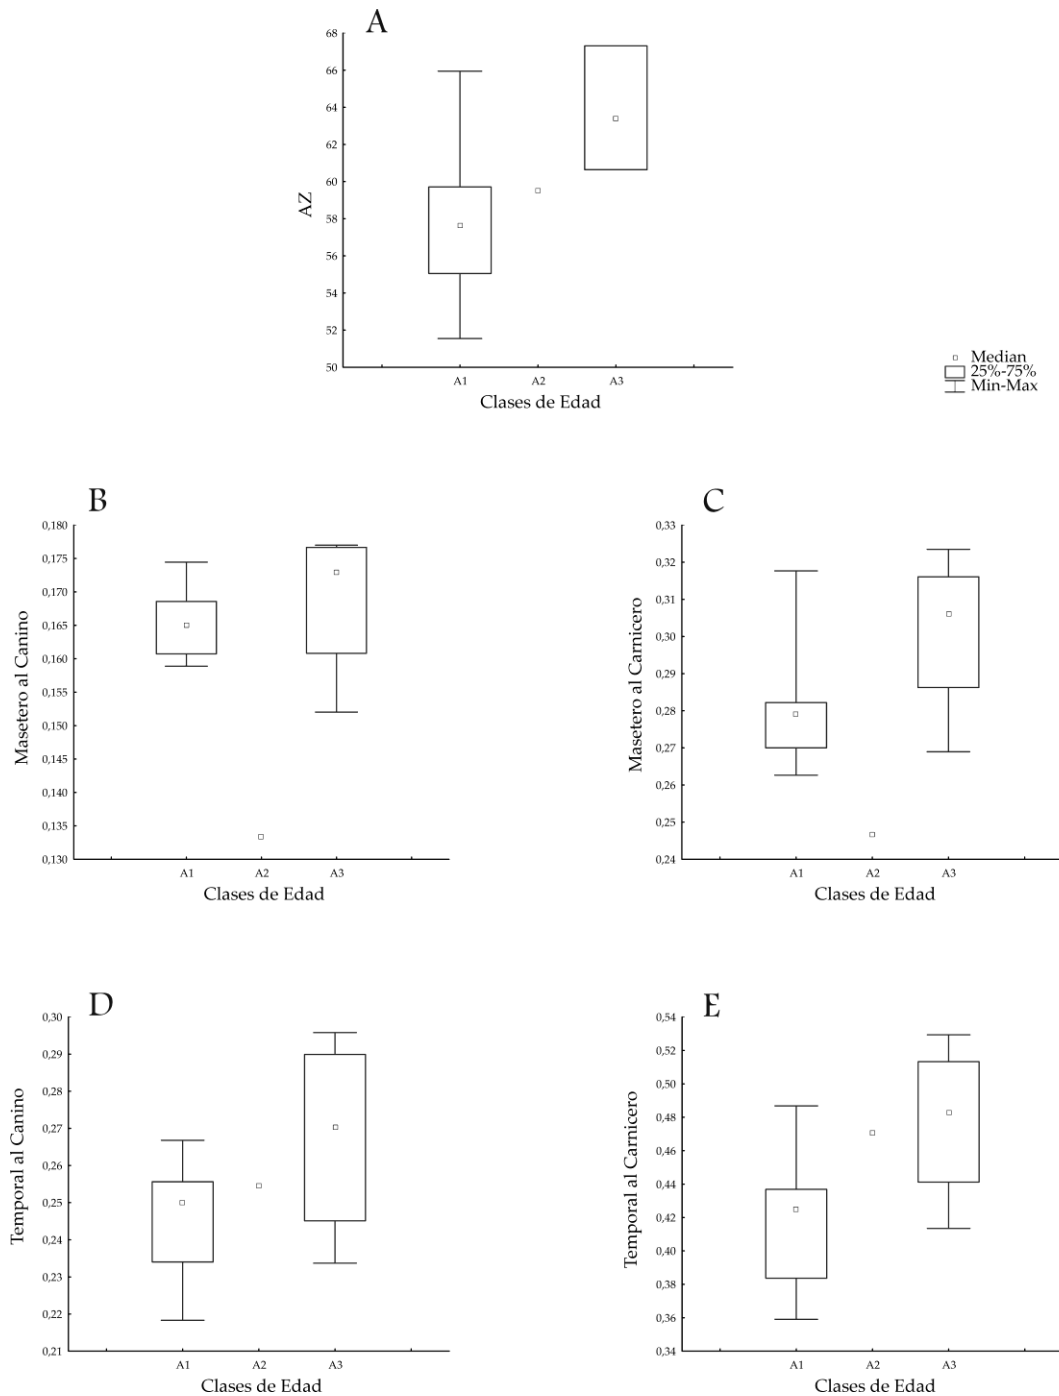 A
68
66
64
62
60
58
56
54
52
50
AZ
A1 A2 A3
Clases de Edad
Median
25%-75%
Min-Max
B
0,180
0,175
0,170
0,165
0,160
0,155
0,150
0,145
0,140
0,135
0,130
Masetero al Canino
A1 A2 A3
Clases de Edad
C
0,33
0,32
0,31
0,30
0,29
0,28
0,27
0,26
0,25
0,24
Masetero al Carnicero
A1 A2 A3
Clases de Edad
D
0,30
0,29
0,28
0,27
0,26
0,25
0,24
0,23
0,22
0,21
Temporal al Canino
A1 A2 A3
Clases de Edad
E
0,54
0,52
0,50
0,48
0,46
0,44
0,42
0,40
0,38
0,36
0,34
Temporal al Carnicero
A1 A2 A3
Clases de Edad